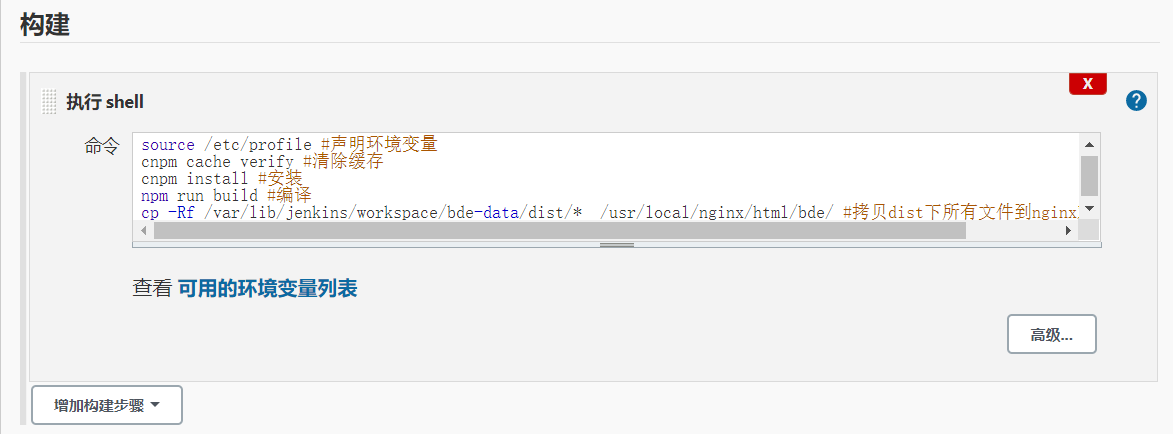 构建
X
执行 shell
?
命令
source /etc/profile #声明环境变量
cnpm cache verify #清除缓存
cnpm install #安装
npm run build #编译
cp -Rf /var/lib/jenkins/workspace/bde-data/dist/*  /usr/local/nginx/html/bde/ #拷贝dist下所有文件到nginx
查看 可用的环境变量列表
高级...
增加构建步骤